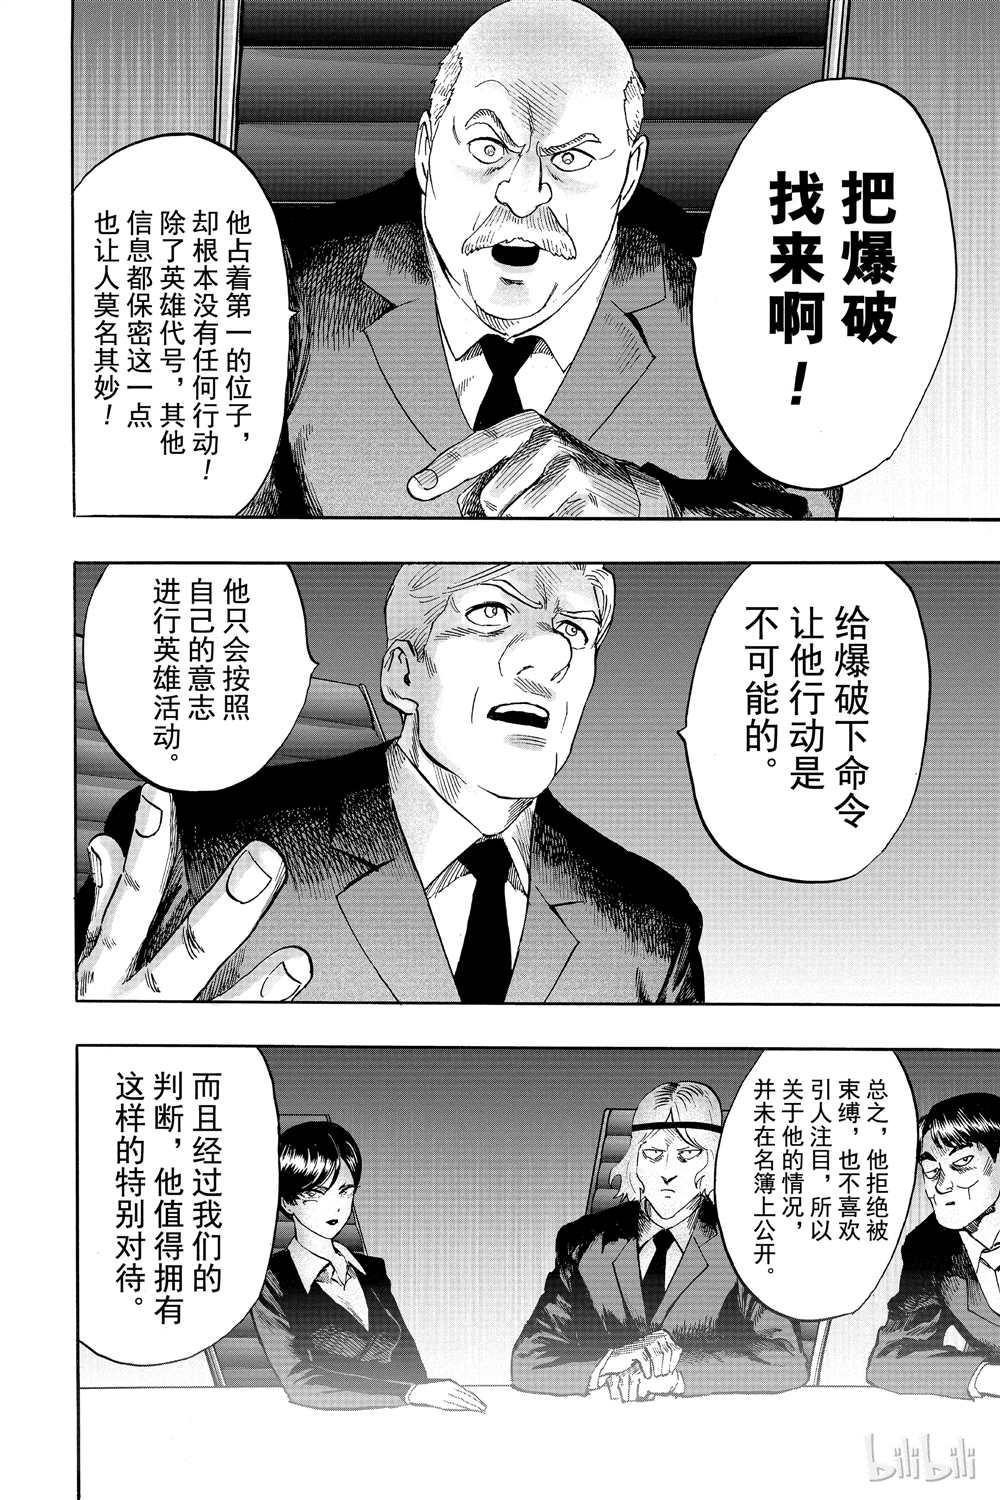 把爆破
找来啊！
他占着第一的位子，
却根本没有任何行动！
除了英雄代号，其他
信息都保密这一点
也让人莫名其妙！
给爆破下命令
让他行动是
不可能的。
他只会按照
自己的意志
进行英雄活动。
总之，他拒绝被
束缚，也不喜欢
引人注目，所以
关于他的情况，
并未在名簿上公开。
而且经过我们的
判断，他值得拥有
这样的特别对待。
bilibili